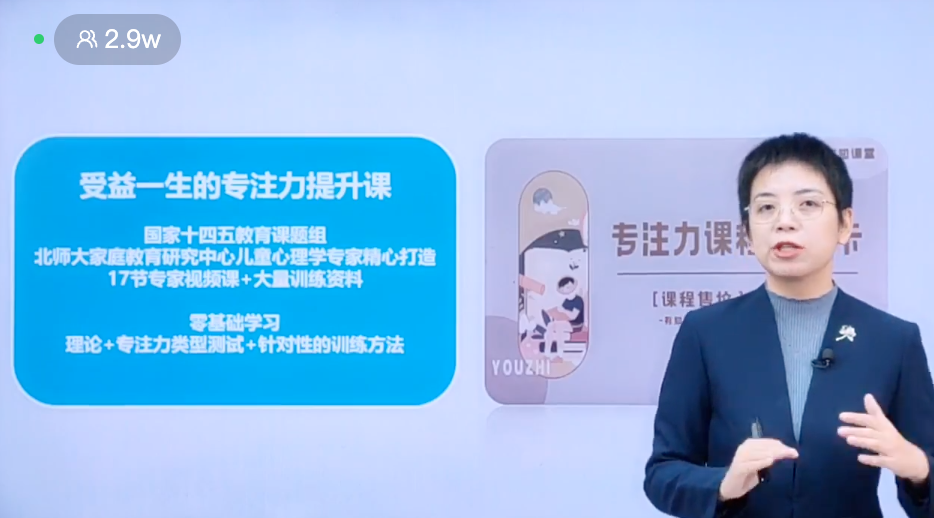 2.9w
受益一生的专注力提升课
国家十四五教育课题组
北师大家庭教育研究中心儿童心理学专家精心打造
17节专家视频课+大量训练资料
零基础学习
理论+专注力类型测试+针对性的训练方法
知课堂
专注力课程
卡
[课程售价
YOUZHI